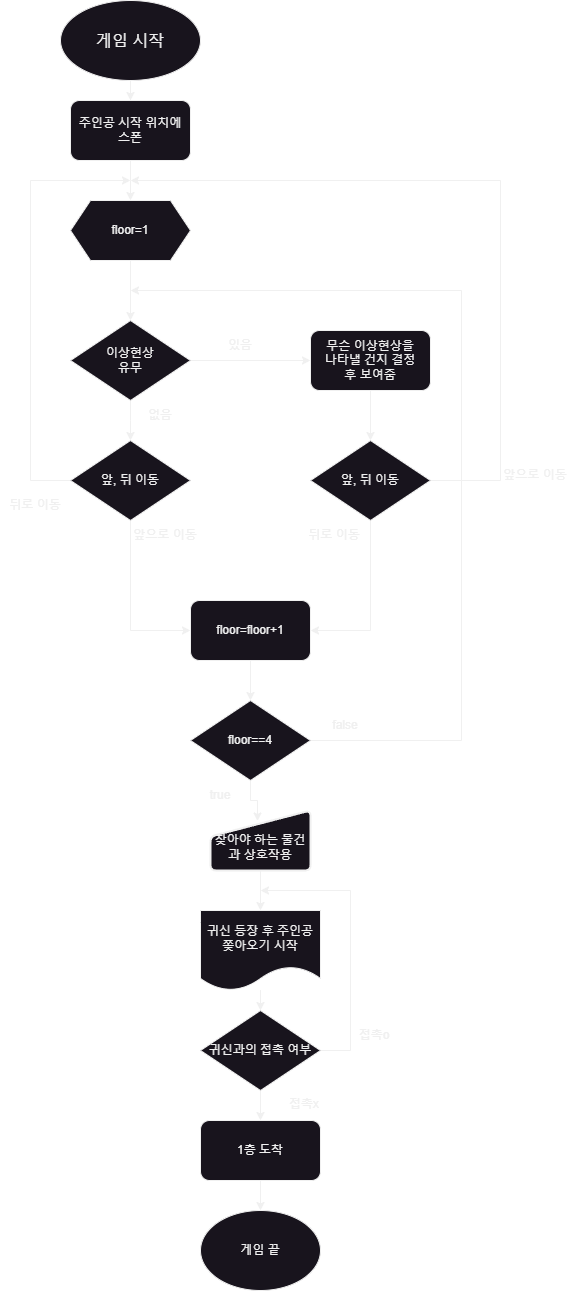 게임 시작
주인공 시작 위치에
스폰
floor=1
이상현상
유무
있음
무슨 이상현상을
나타낼 건지 결정
후 보여줌
없음
앞, 뒤 이동
앞, 뒤 이동
앞으로 이동
뒤로 이동
앞으로 이동
뒤로 이동
floor=floor+1
floor==4
false
true
찾아야 하는 물건
과 상호작용
귀신 등장 후 주인공
쫒아오기 시작
귀신과의 접촉 여부
접촉o
접촉x
1층 도착
게임 끝